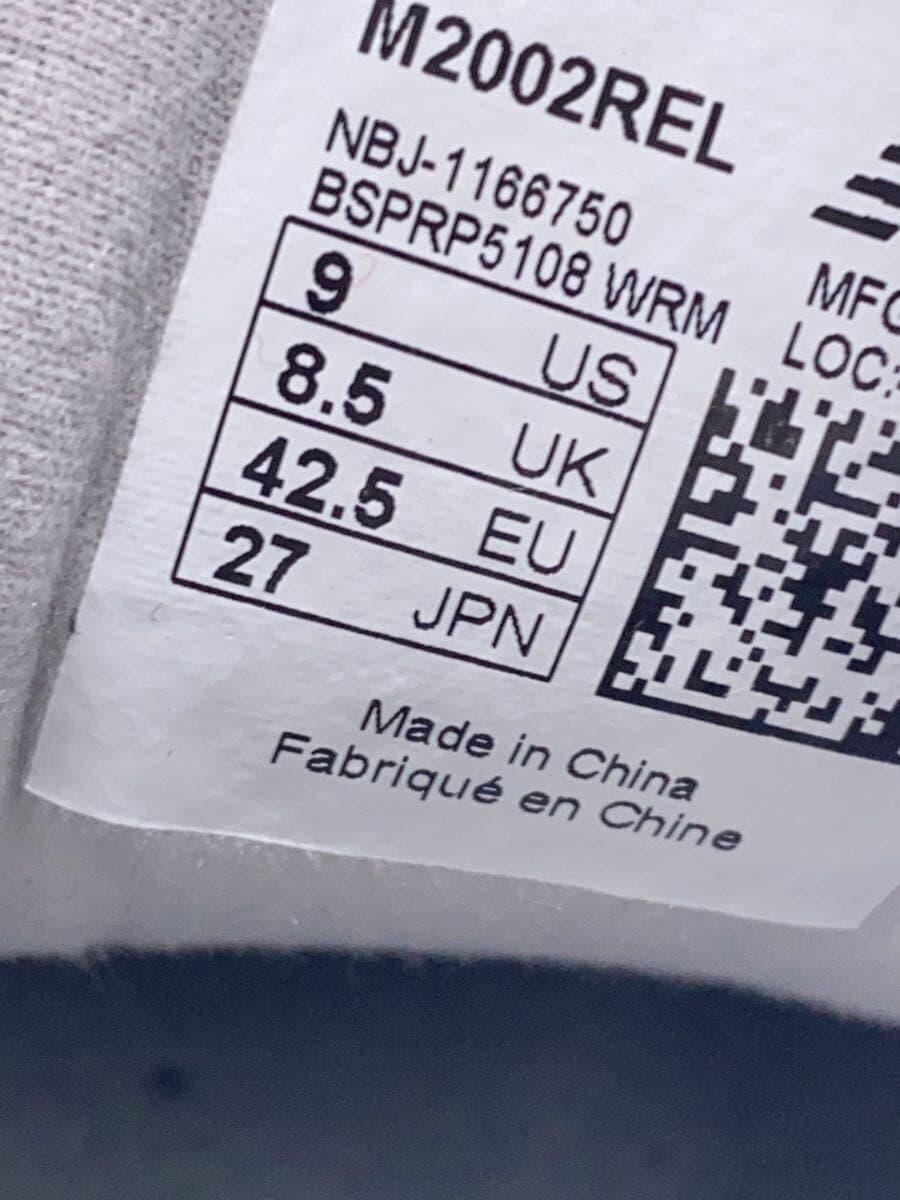 M2002REL
NBJ-1166750
BSPRP5108 WRM
9 US
8.5 UK
42.5 EU
27 JPN
MFG
LOC:
Made in China
Fabriqué en Chine